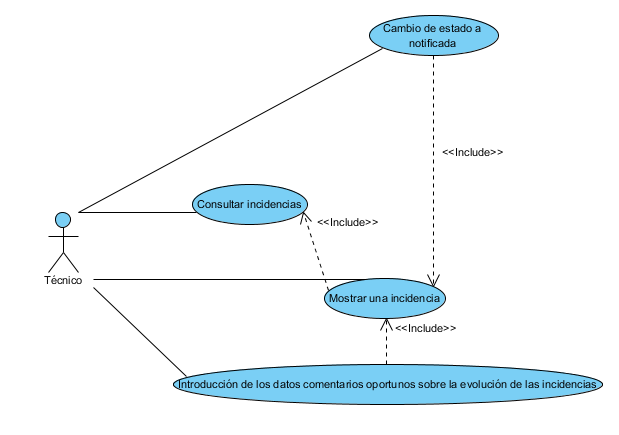 Cambio de estado a
notificada
<<Include>>
Consultar incidencias
<<Include>>
Técnico
Mostrar una incidencia
<<Include>>
Introducción de los datos comentarios oportunos sobre la evolución de las incidencias